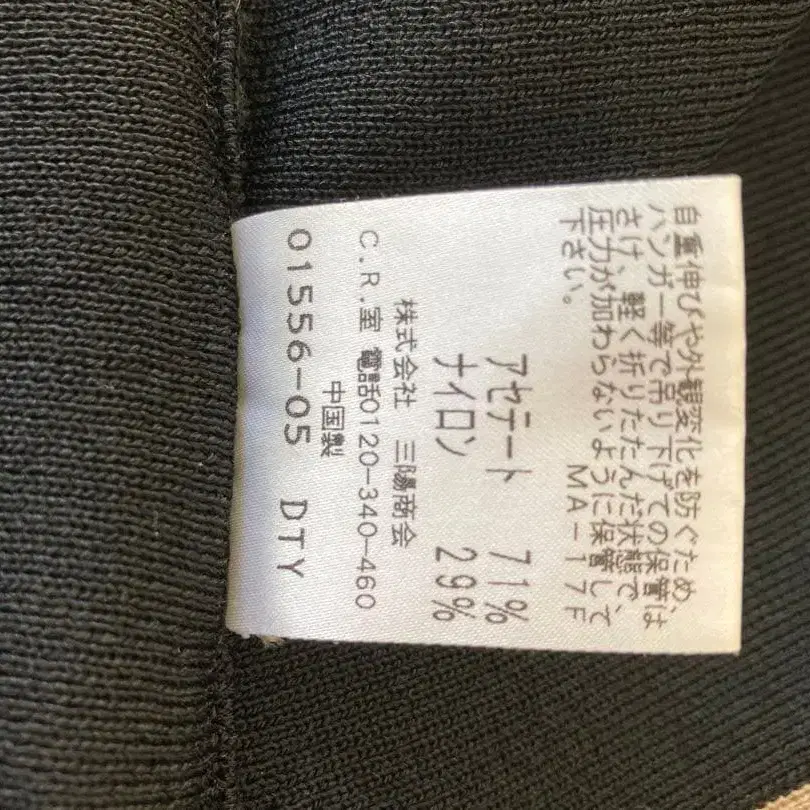 自重伸びや外観変化を防ぐため、
ハンガー等で吊り下げての保管は
さけ、軽く折りたたんだ状態で、
圧力が加わらないように保管して
下さい。
MA-17F
アセテート 71%
ナイロン 29%
株式会社 三陽商会
C.R.室 電話0120-340-460
中国製
01556-05 DTY